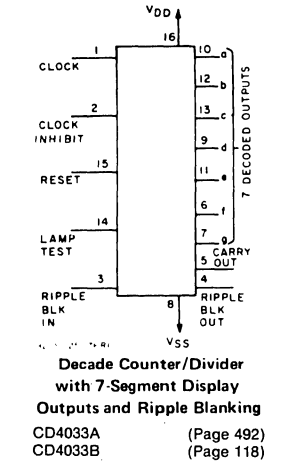 VDD
16
1
CLOCK
10 a
2
CLOCK
INHIBIT
12 b
13 c
15
RESET
9 d
11 e
14
LAMP
TEST
6 f
7 g
7 DECODED OUTPUTS
5 CARRY
OUT
3
RIPPLE
BLK
IN
4
RIPPLE
BLK
OUT
8
VSS
Decade Counter/Divider
with 7-Segment Display
Outputs and Ripple Blanking
CD4033A (Page 492)
CD4033B (Page 118)